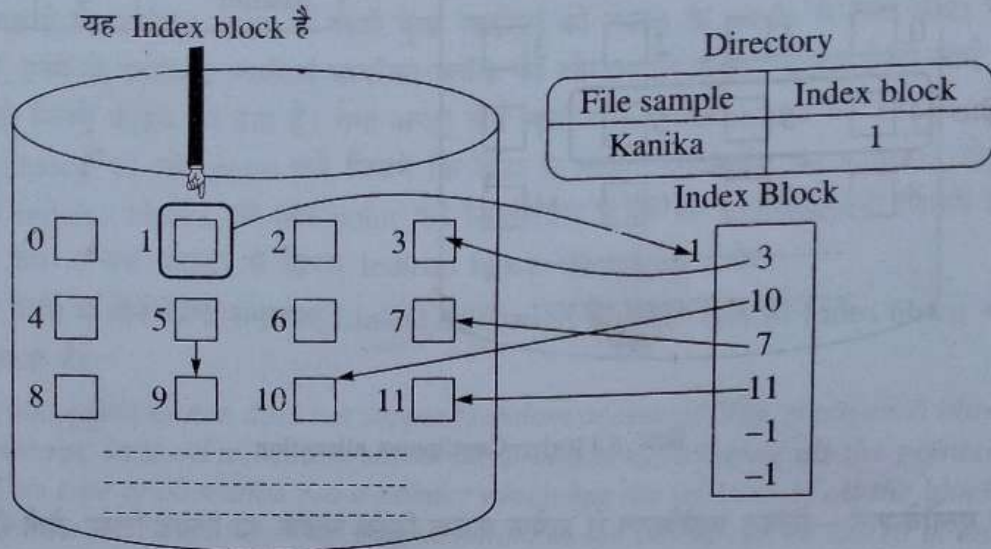 यह Index block है
Directory
File sample Index block
Kanika 1
Index Block
0 1 2 3
4 5 6 7
8 9 10 11
1
3
10
7
11
-1
-1